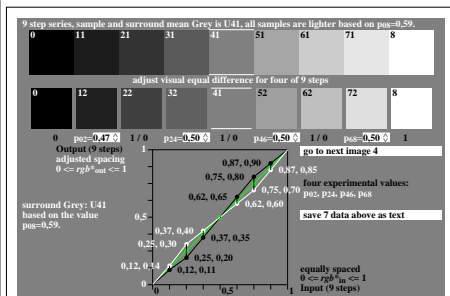 9 step series, sample and surround mean Grey is U41, all samples are lighter based on p08=0,59.
0 11 21 31 41 51 61 71 8
adjust visual equal difference for four of 9 steps
0 12 22 32 41 52 62 72 8
0 p02=0,47 1 / 0 p24=0,50 1 / 0 p46=0,50 1 / 0 p68=0,50 1
Output (9 steps)
adjusted spacing
0 <= rgb*out <= 1
surround Grey: U41
based on the value
p08=0,59.
1
0,5
0
0,87, 0,90
0,75, 0,80
0,62, 0,65
0,37, 0,40
0,25, 0,30
0,12, 0,14
0,87, 0,85
0,75, 0,70
0,62, 0,60
0,37, 0,35
0,25, 0,20
0,12, 0,11
0 0,5 1
go to next image 4
four experimental values:
p02, p24, p46, p68
save 7 data above as text
equally spaced
0 <= rgb*in <= 1
Input (9 steps)